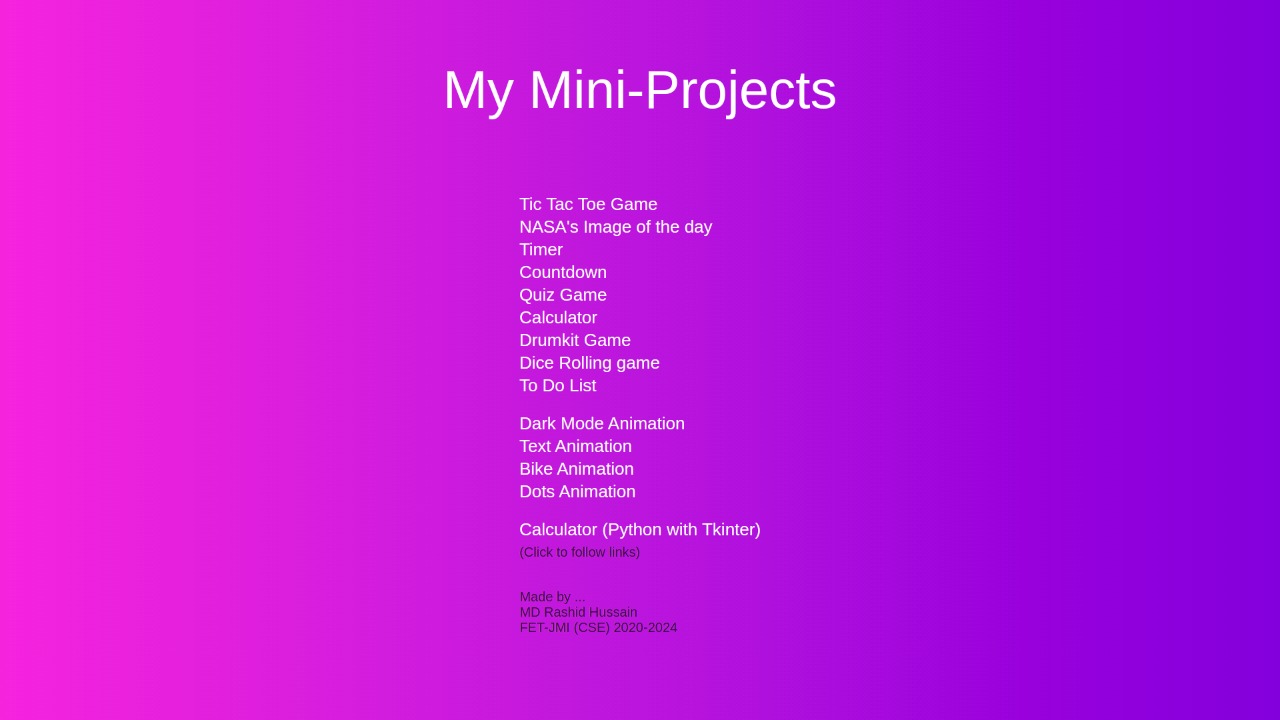 My Mini-Projects
Tic Tac Toe Game
NASA's Image of the day
Timer
Countdown
Quiz Game
Calculator
Drumkit Game
Dice Rolling game
To Do List
Dark Mode Animation
Text Animation
Bike Animation
Dots Animation
Calculator (Python with Tkinter)
(Click to follow links)
Made by ...
MD Rashid Hussain
FET-JMI (CSE) 2020-2024